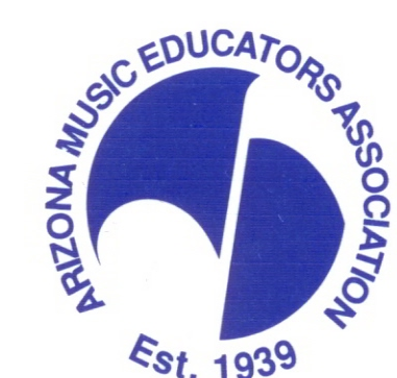 ARIZONA MUSIC EDUCATORS ASSOCIATION
Est. 1939